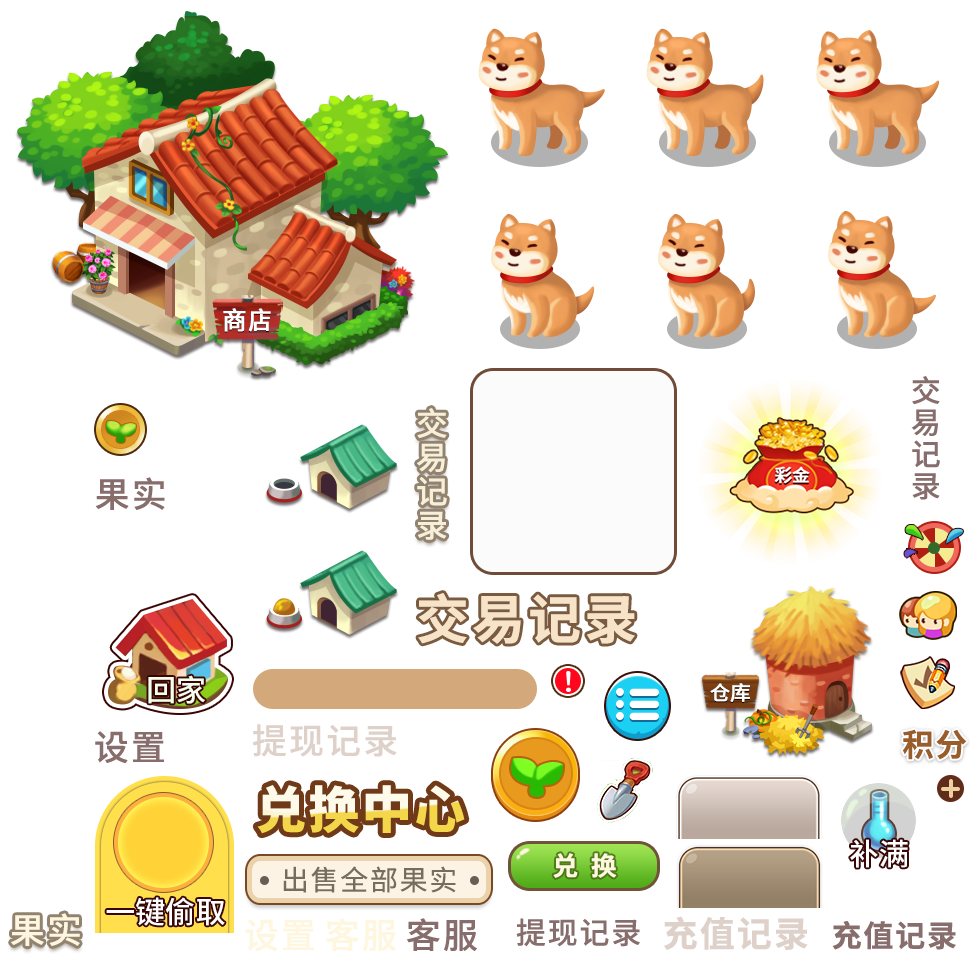 商店
交易记录
交易记录
彩金
果实
交易记录
回家
仓库
设置
提现记录
积分
兑换中心
补满
兑换
出售全部果实
一键偷取
果实
设置
客服
客服
提现记录
充值记录
充值记录